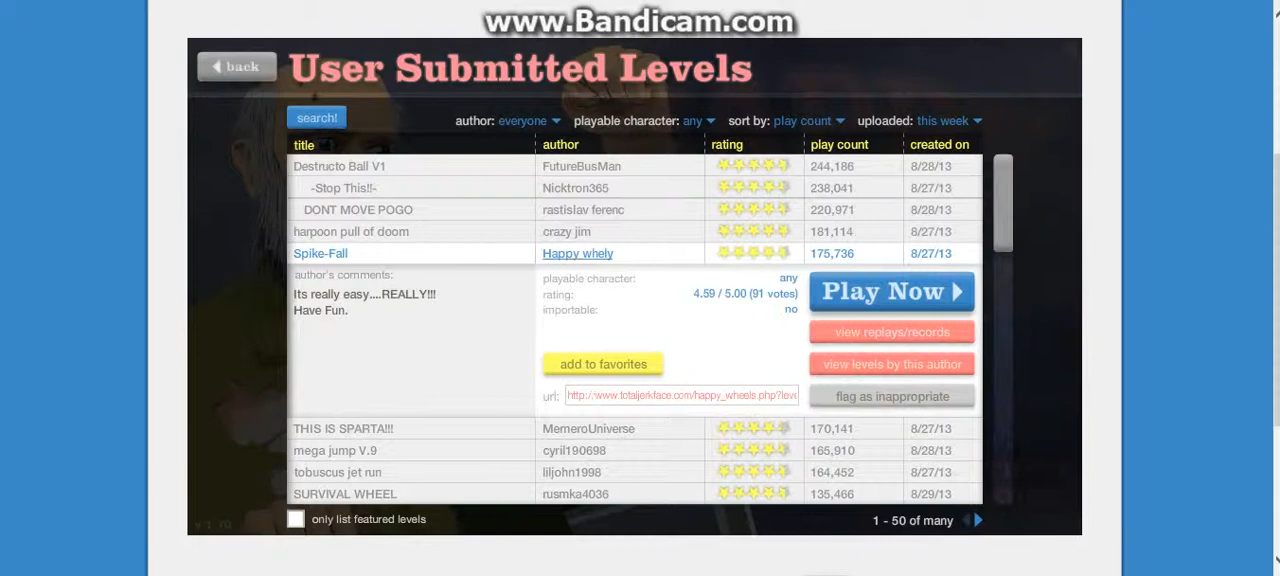 www.Bandicam.com
back
User Submitted Levels
search!
author: everyone playable character: any sort by: play count uploaded: this week
title author rating play count created on
Destructo Ball V1 FutureBusMan 244,186 8/28/13
-Stop This!!- Nicktron365 238,041 8/27/13
DONT MOVE POGO rastislav ferenc 220,971 8/28/13
harpoon pull of doom crazy jim 181,114 8/27/13
Spike-Fall Happy whely 175,736 8/27/13
author's comments:
Its really easy....REALLY!!!
Have Fun.
playable character: any
rating: 4.59 / 5.00 (91 votes)
importable: no
add to favorites
url: http://www.totaljerkface.com/happy_wheels.php?leve
Play Now
view replays/records
view levels by this author
flag as inappropriate
THIS IS SPARTA!!! MemeroUniverse 170,141 8/27/13
mega jump V.9 cyril190698 165,910 8/28/13
tobuscus jet run liljohn1998 164,452 8/27/13
SURVIVAL WHEEL rusmka4036 135,466 8/29/13
v 1.70
only list featured levels
1 - 50 of many